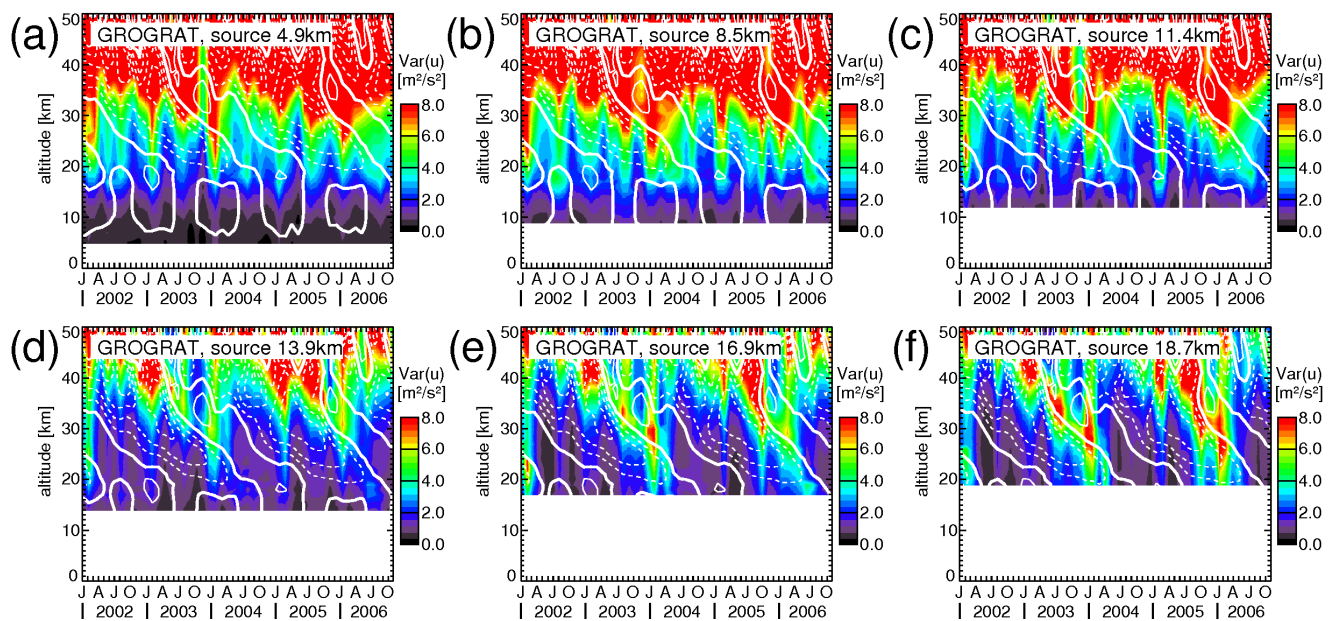 (a)
GROGRAT, source 4.9km
Var(u)
[m²/s²]
8.0
6.0
4.0
2.0
0.0
altitude [km]
50
40
30
20
10
0
J A J O J A J O J A J O J A J O J A J O
2002 2003 2004 2005 2006
(b)
GROGRAT, source 8.5km
Var(u)
[m²/s²]
8.0
6.0
4.0
2.0
0.0
altitude [km]
50
40
30
20
10
0
J A J O J A J O J A J O J A J O J A J O
2002 2003 2004 2005 2006
(c)
GROGRAT, source 11.4km
Var(u)
[m²/s²]
8.0
6.0
4.0
2.0
0.0
altitude [km]
50
40
30
20
10
0
J A J O J A J O J A J O J A J O J A J O
2002 2003 2004 2005 2006
(d)
GROGRAT, source 13.9km
Var(u)
[m²/s²]
8.0
6.0
4.0
2.0
0.0
altitude [km]
50
40
30
20
10
0
J A J O J A J O J A J O J A J O J A J O
2002 2003 2004 2005 2006
(e)
GROGRAT, source 16.9km
Var(u)
[m²/s²]
8.0
6.0
4.0
2.0
0.0
altitude [km]
50
40
30
20
10
0
J A J O J A J O J A J O J A J O J A J O
2002 2003 2004 2005 2006
(f)
GROGRAT, source 18.7km
Var(u)
[m²/s²]
8.0
6.0
4.0
2.0
0.0
altitude [km]
50
40
30
20
10
0
J A J O J A J O J A J O J A J O J A J O
2002 2003 2004 2005 2006